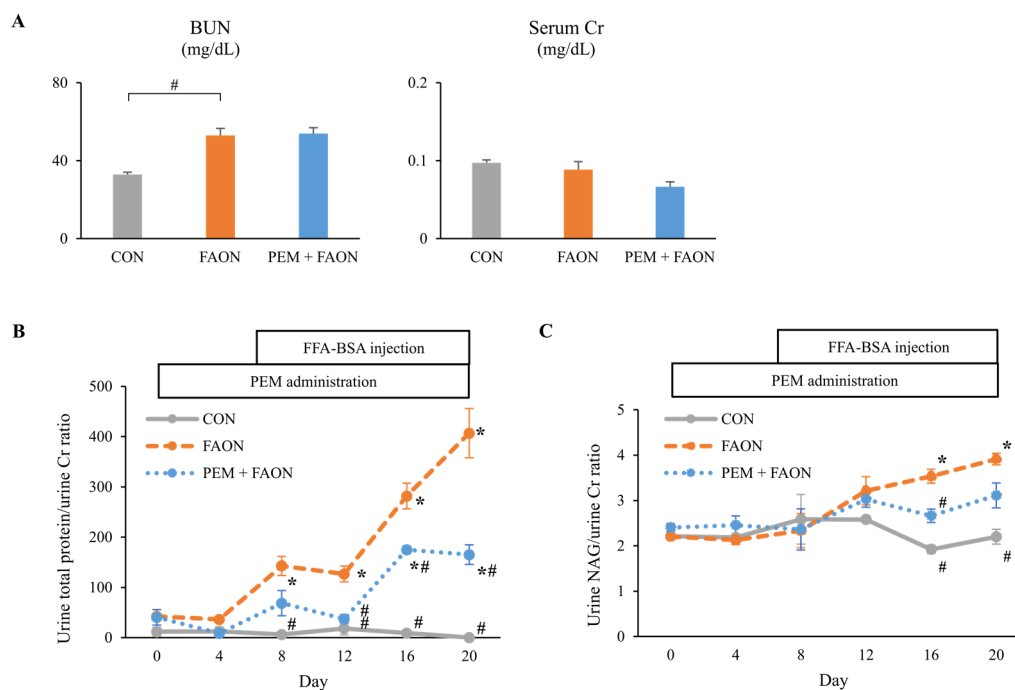 A
BUN
(mg/dL)
80
40
0
#
CON
FAON
PEM + FAON
Serum Cr
(mg/dL)
0.2
0.1
0
CON
FAON
PEM + FAON
B
FFA-BSA injection
PEM administration
Urine total protein/urine Cr ratio
500
400
300
200
100
0
CON
FAON
PEM + FAON
*
*
*
*
*#
*#
#
#
#
#
#
0
4
8
12
16
20
Day
C
FFA-BSA injection
PEM administration
Urine NAG/urine Cr ratio
5
4
3
2
1
0
CON
FAON
PEM + FAON
*
*
#
#
#
0
4
8
12
16
20
Day